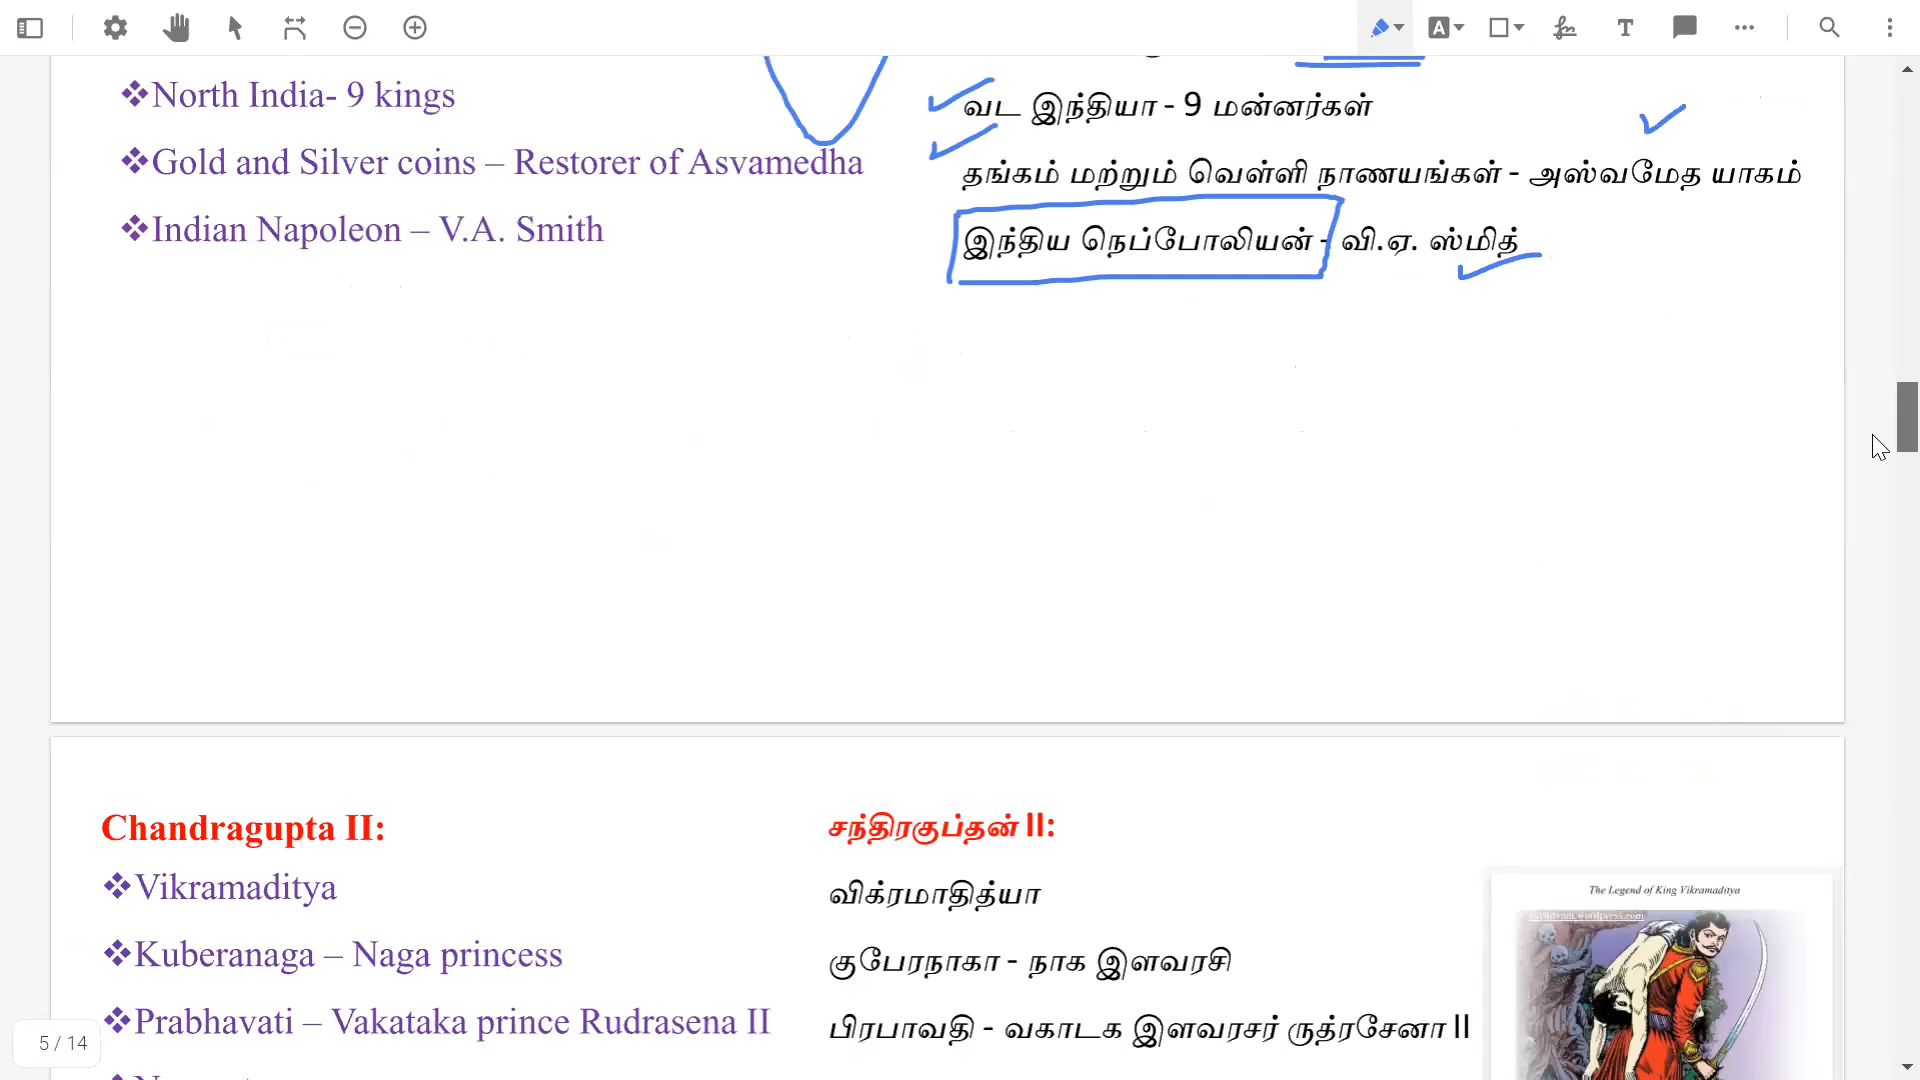 ❖North India- 9 kings
❖Gold and Silver coins – Restorer of Asvamedha
❖Indian Napoleon – V.A. Smith
வட இந்தியா - 9 மன்னர்கள்
தங்கம் மற்றும் வெள்ளி நாணயங்கள் - அஸ்வமேத யாகம்
இந்திய நெப்போலியன் - வி.ஏ. ஸ்மித்
Chandragupta II:
❖Vikramaditya
❖Kuberanaga – Naga princess
❖Prabhavati – Vakataka prince Rudrasena II
சந்திரகுப்தன் II:
விக்ரமாதித்யா
குபேரநாகா - நாக இளவரசி
பிரபாவதி - வகாடக இளவரசர் ருத்ரசேனா II
The Legend of King Vikramaditya
5 / 14